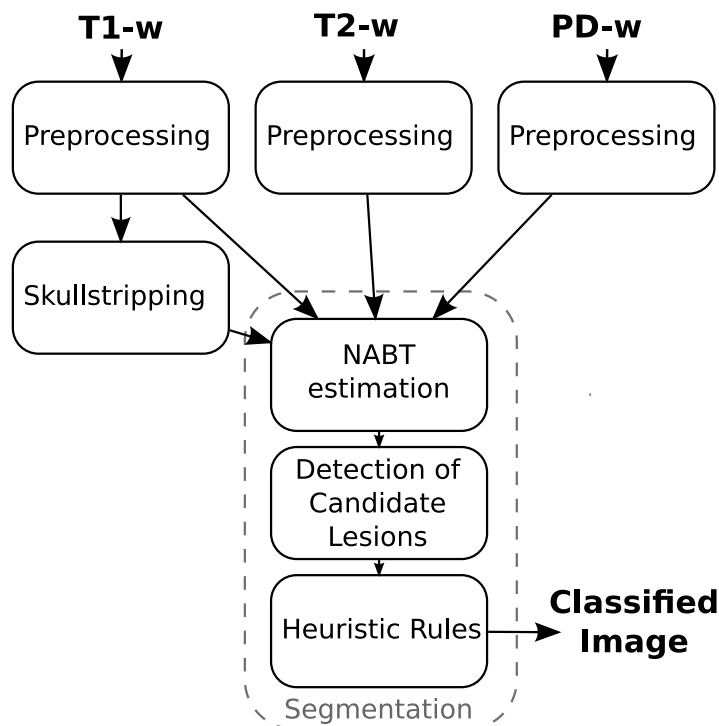 T1-w
T2-w
PD-w
Preprocessing
Preprocessing
Preprocessing
Skullstripping
NABT
estimation
Detection of
Candidate
Lesions
Heuristic Rules
Classified
Image
Segmentation